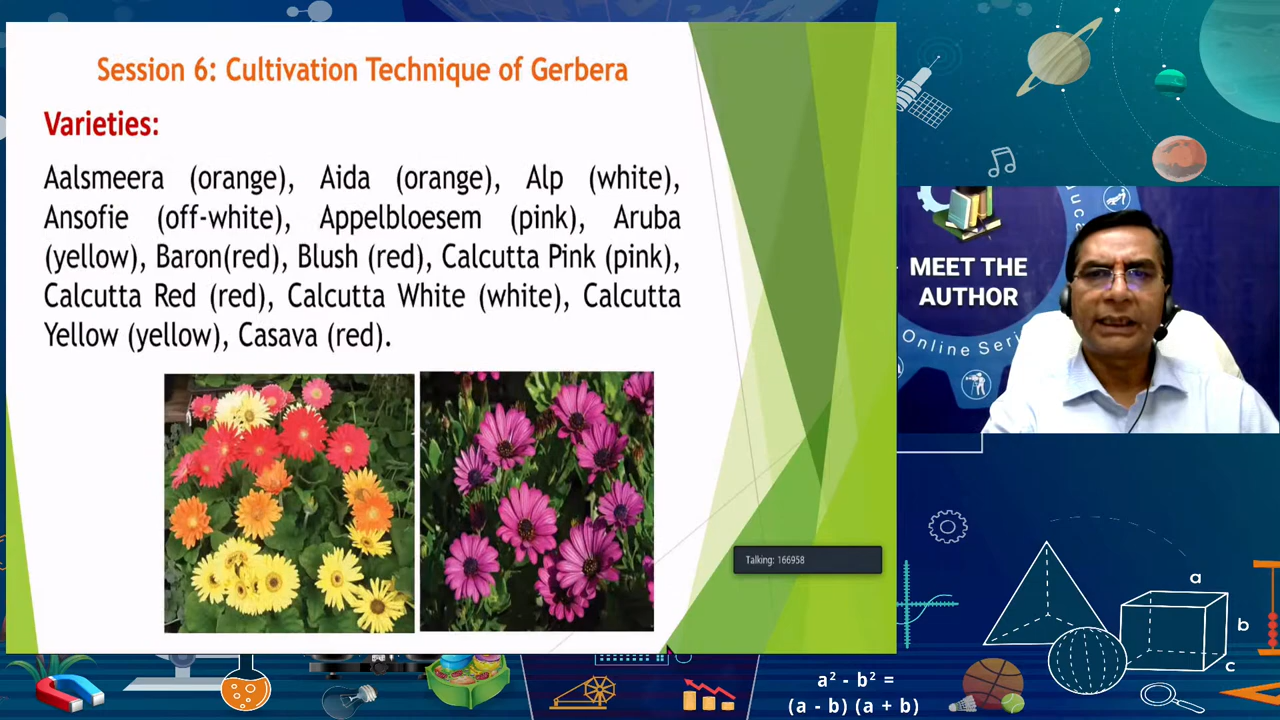 Session 6: Cultivation Technique of Gerbera
Varieties:
Aalsmeera (orange), Aida (orange), Alp (white),
Ansofie (off-white), Appelbloesem (pink), Aruba
(yellow), Baron(red), Blush (red), Calcutta Pink (pink),
Calcutta Red (red), Calcutta White (white), Calcutta
Yellow (yellow), Casava (red).
Talking: 166958
MEET THE
AUTHOR
Online Seri
a
b
c
a² - b² =
(a - b) (a + b)